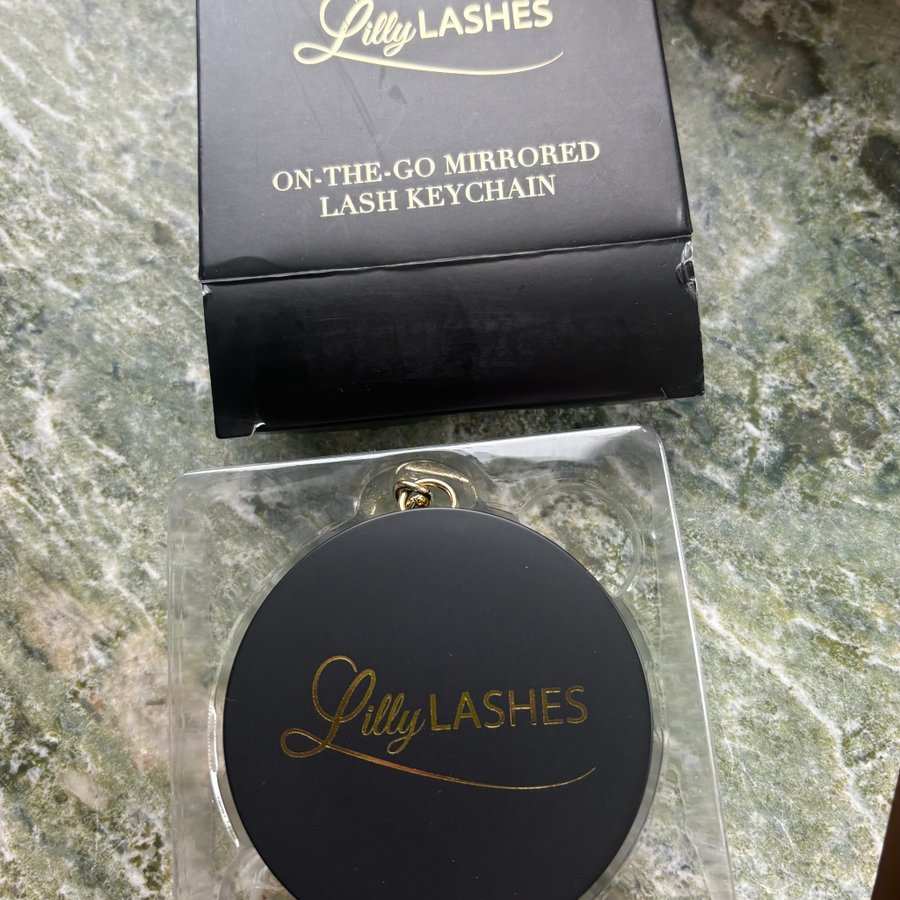 Lilly LASHES
ON-THE-GO MIRRORED
LASH KEYCHAIN
Lilly LASHES